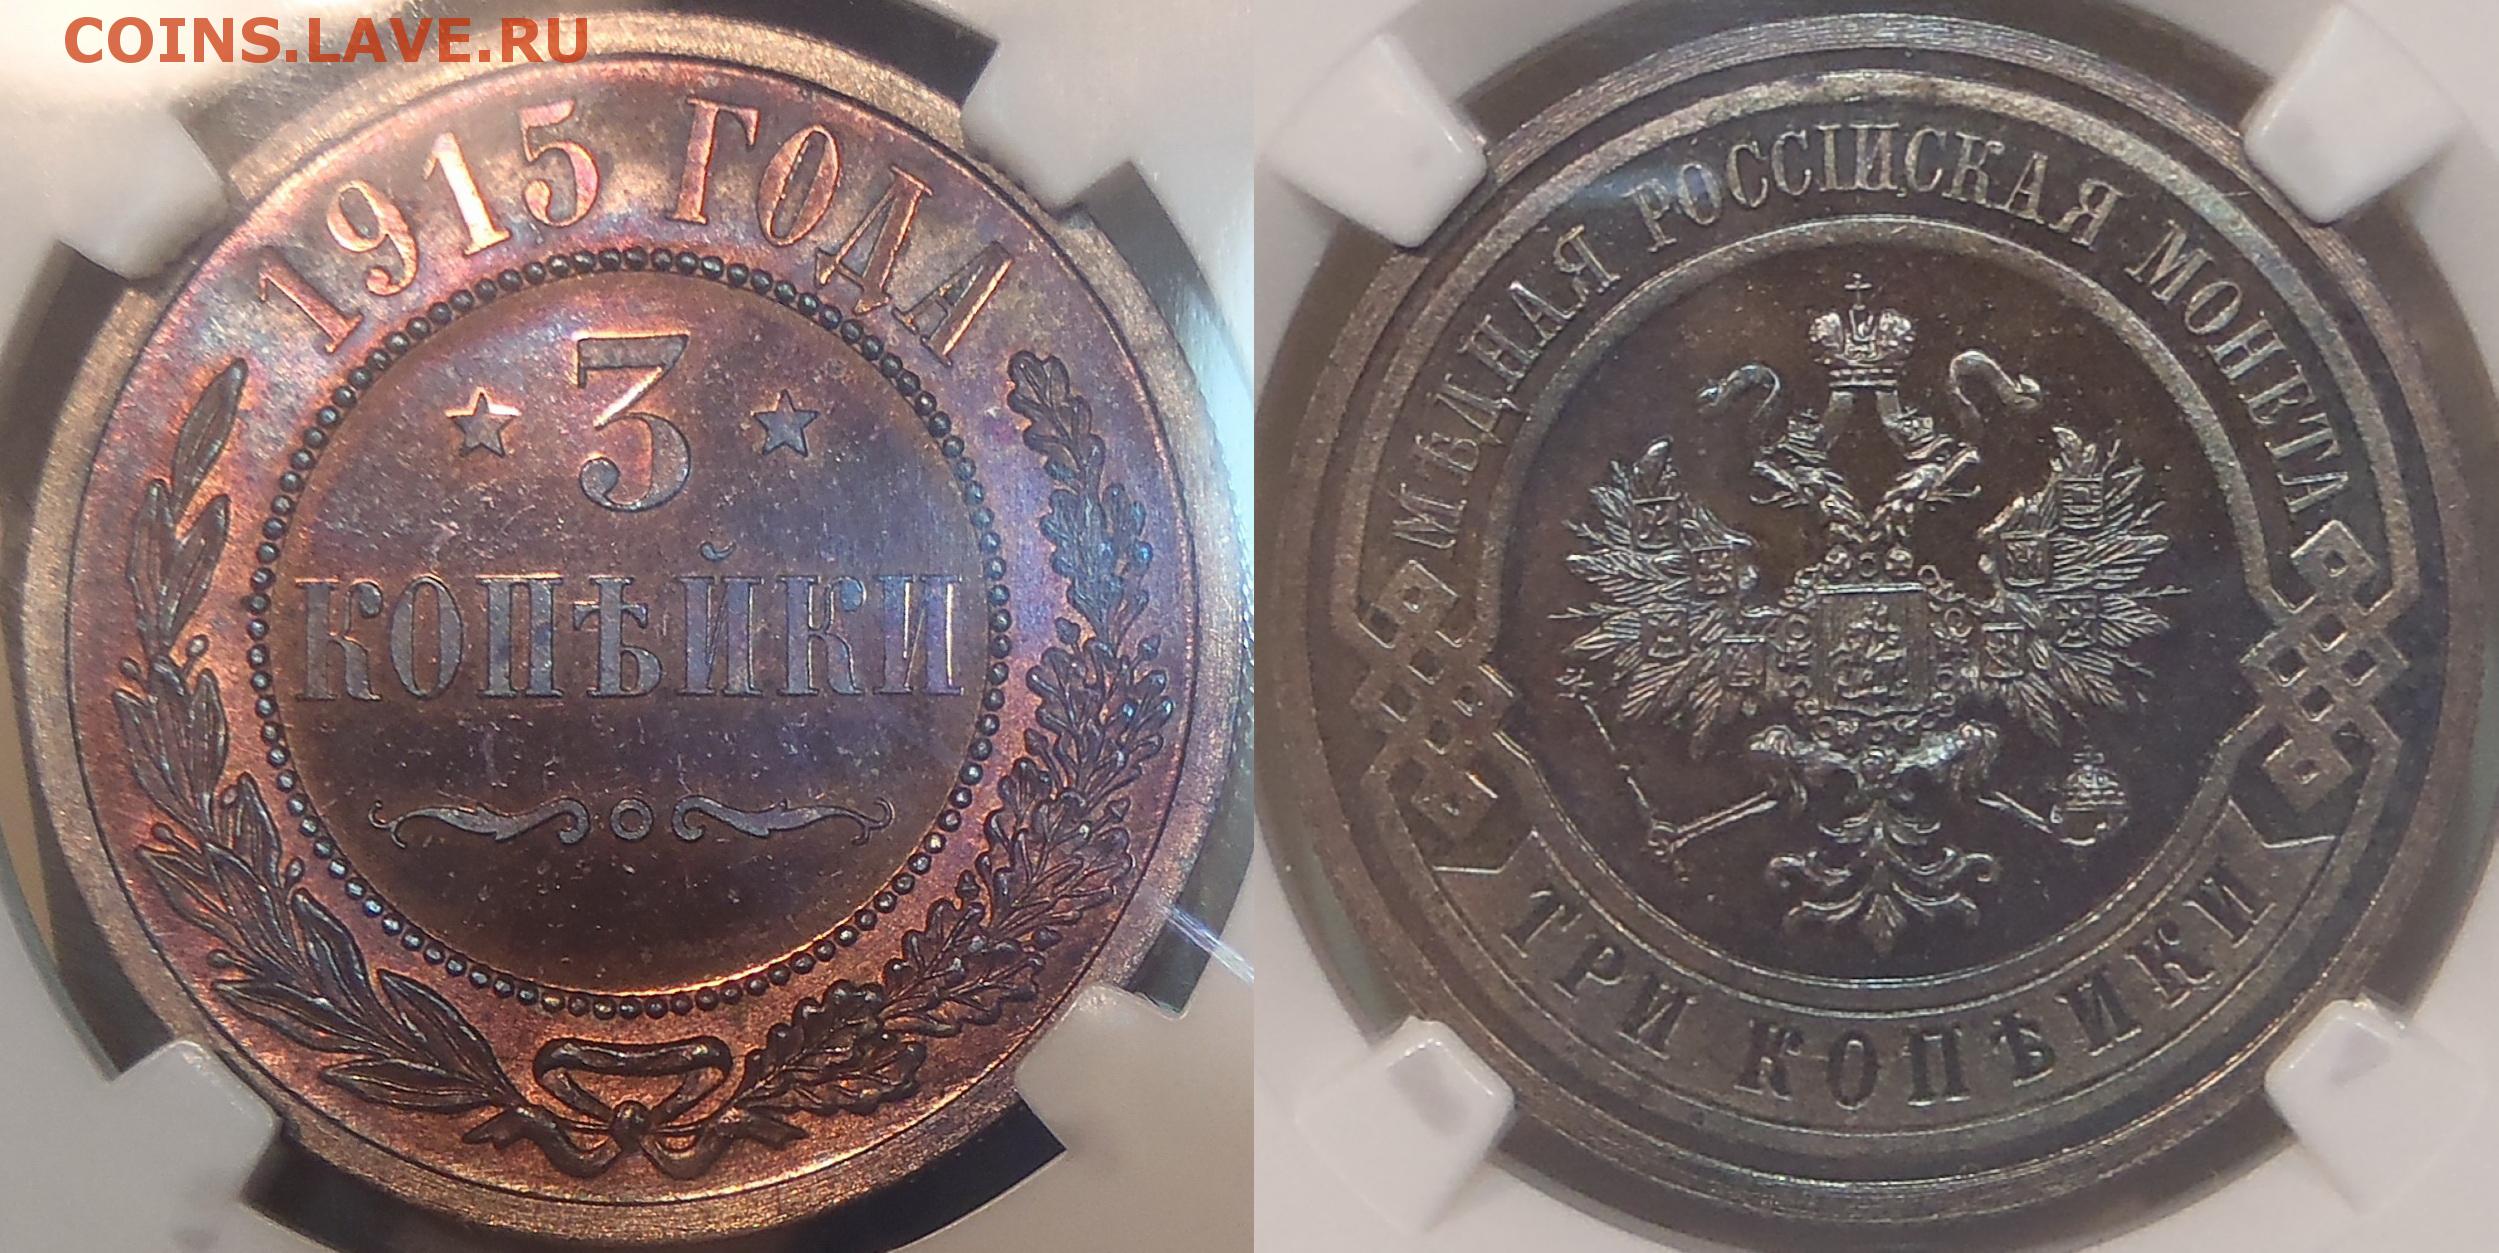 COINS.LAVE.RU
1915 ГОДА
3
КОПѢЙКИ
МѢДНАЯ РОССІЙСКАЯ МОНЕТА
ТРИ КОПѢЙКИ